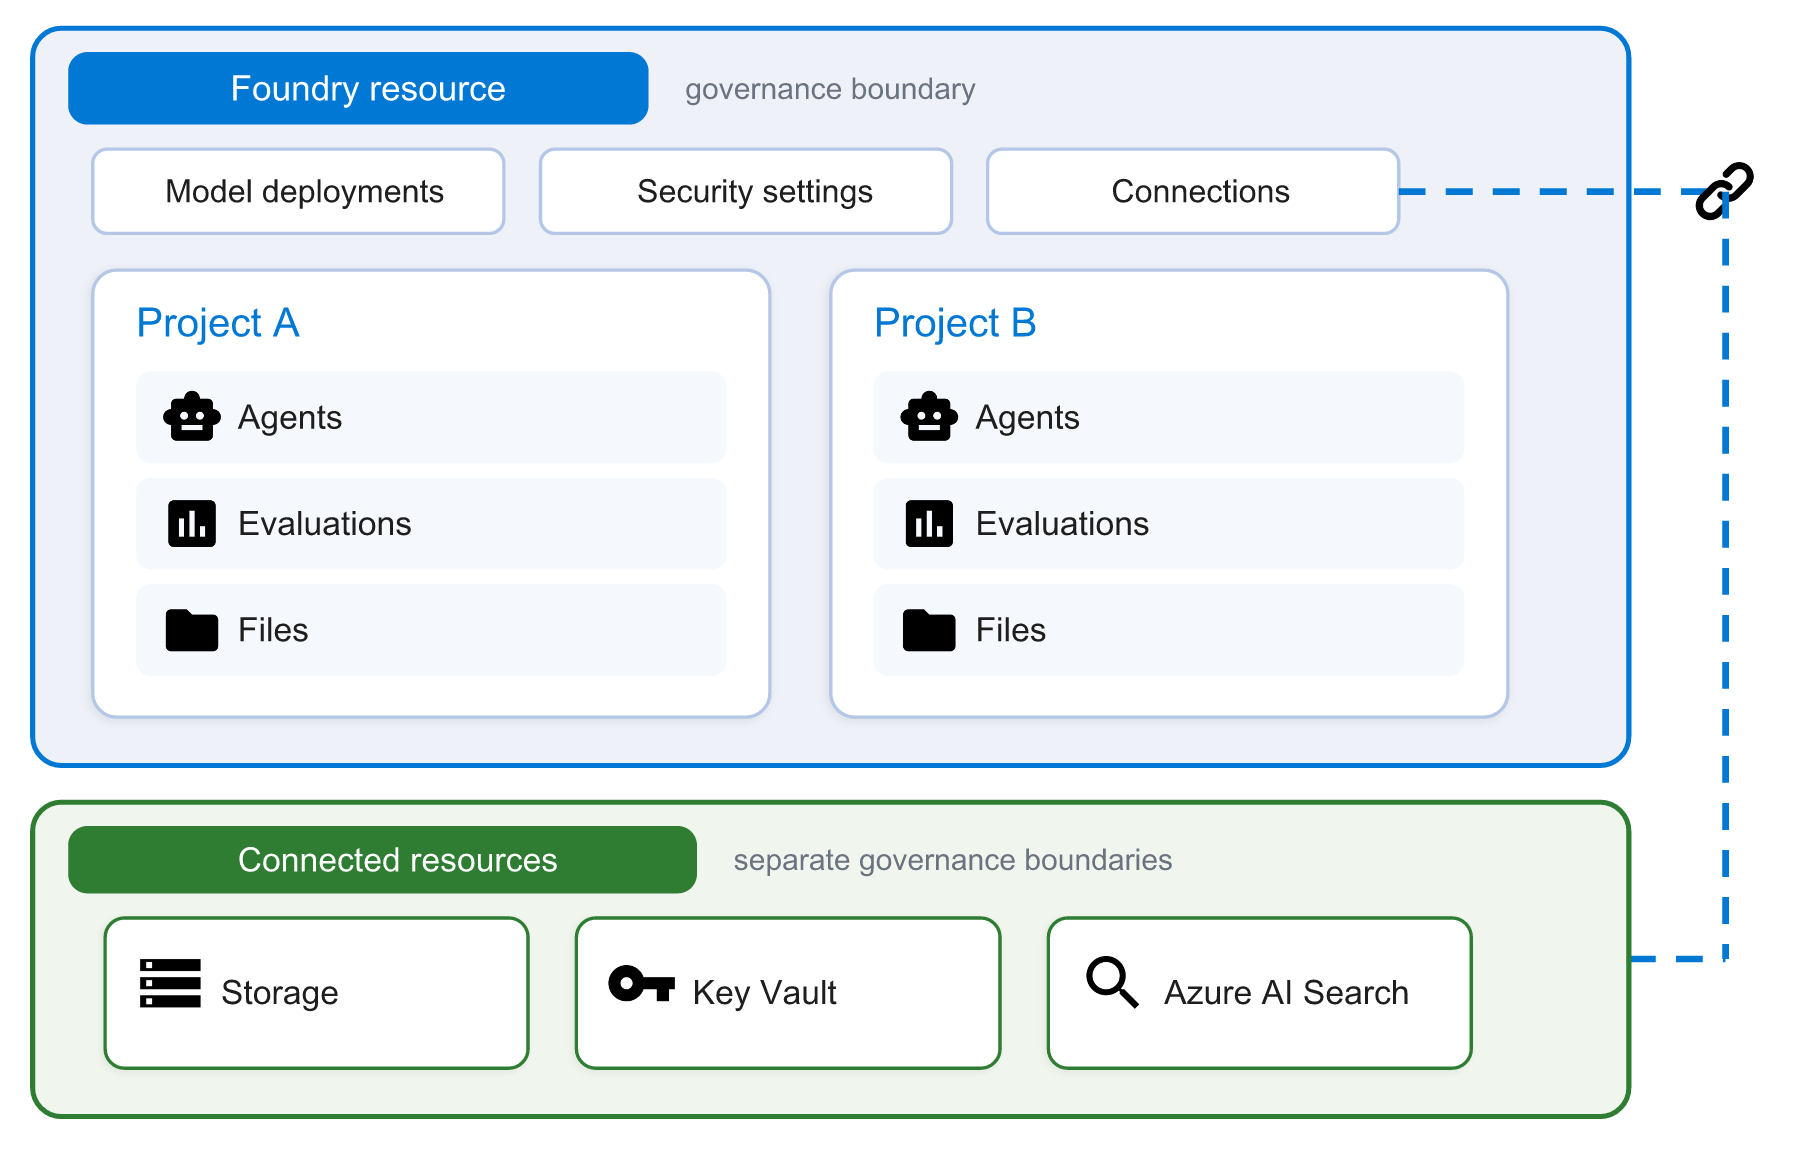 Foundry resource
governance boundary
Model deployments
Security settings
Connections
Project A
Agents
Evaluations
Files
Project B
Agents
Evaluations
Files
Connected resources
separate governance boundaries
Storage
Key Vault
Azure AI Search